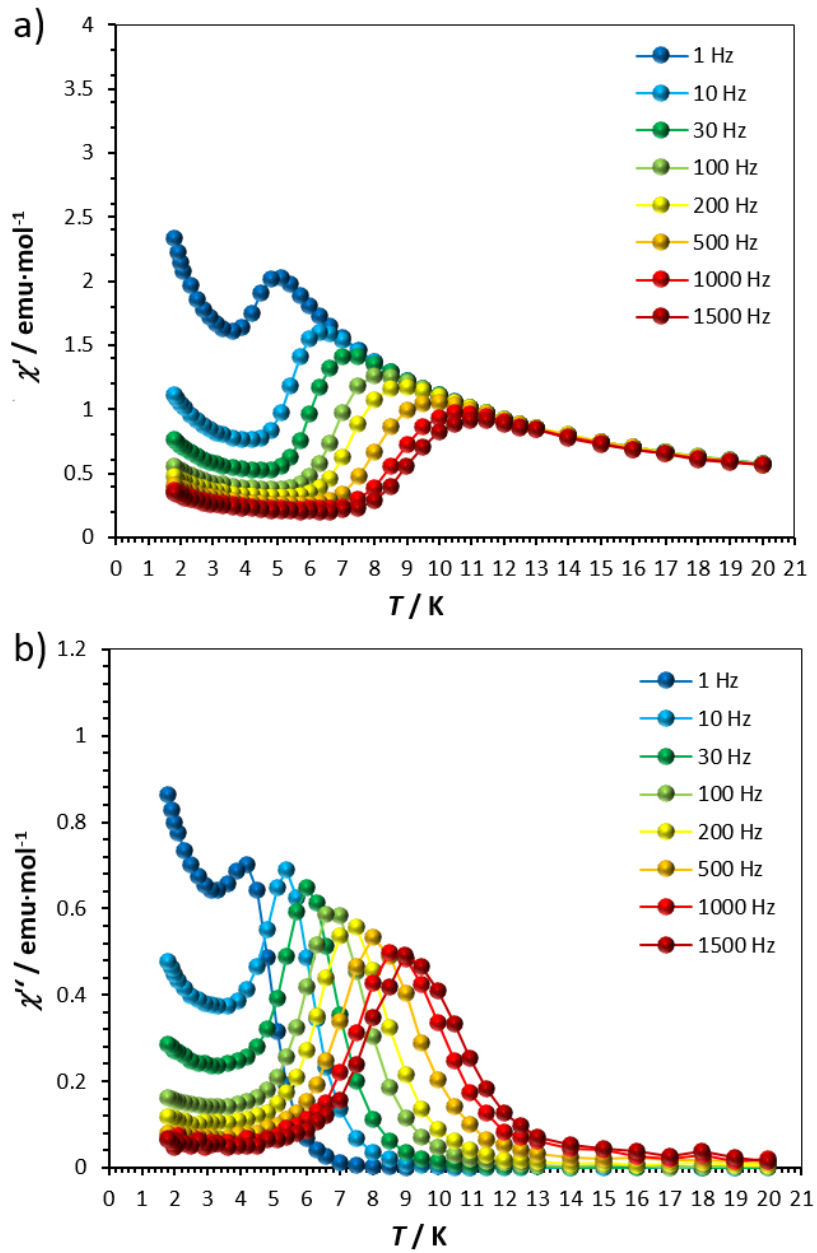 a)
4
3.5
3
2.5
2
1.5
1
0.5
0
χ' / emu·mol⁻¹
1 Hz
10 Hz
30 Hz
100 Hz
200 Hz
500 Hz
1000 Hz
1500 Hz
0 1 2 3 4 5 6 7 8 9 10 11 12 13 14 15 16 17 18 19 20 21
T / K
b)
1.2
1
0.8
0.6
0.4
0.2
0
χ'' / emu·mol⁻¹
1 Hz
10 Hz
30 Hz
100 Hz
200 Hz
500 Hz
1000 Hz
1500 Hz
0 1 2 3 4 5 6 7 8 9 10 11 12 13 14 15 16 17 18 19 20 21
T / K